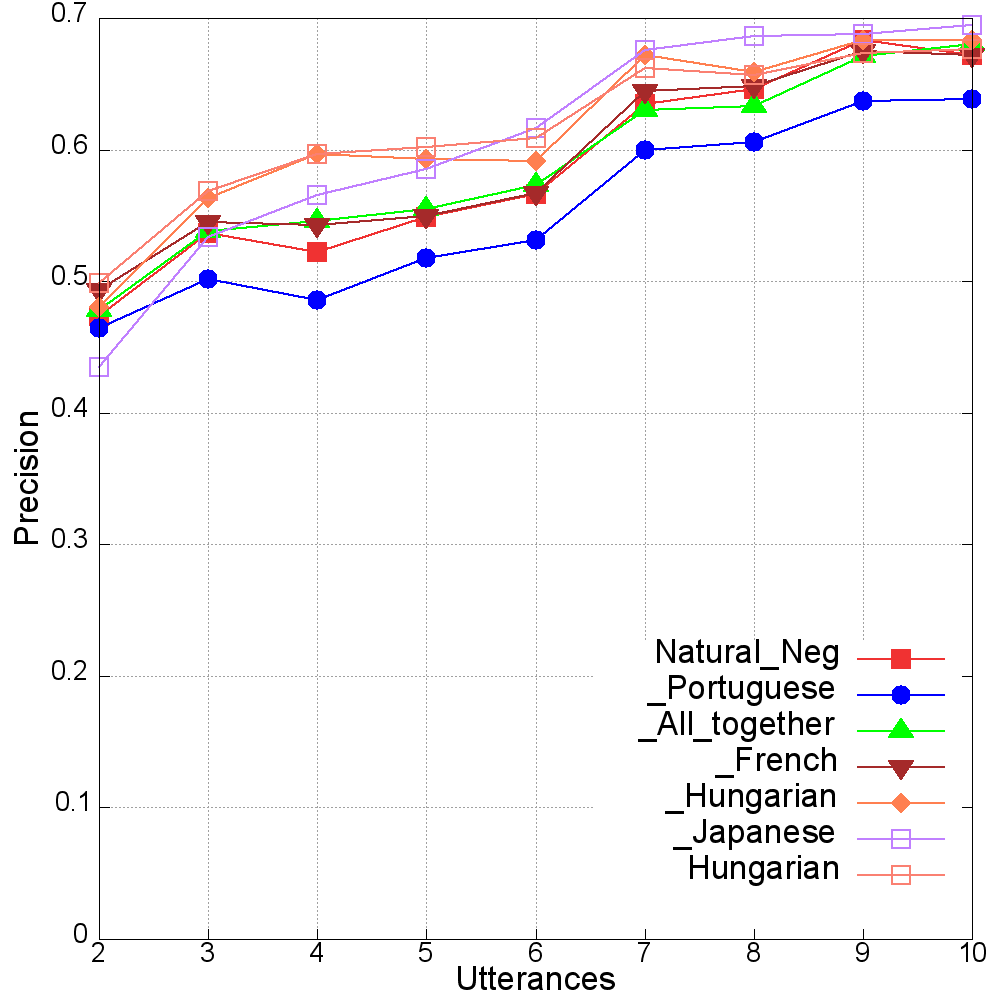 0.7
0.6
0.5
0.4
0.3
0.2
0.1
0
Precision
Natural_Neg
_Portuguese
_All_together
_French
_Hungarian
_Japanese
Hungarian
2 3 4 5 6 7 8 9 10
Utterances